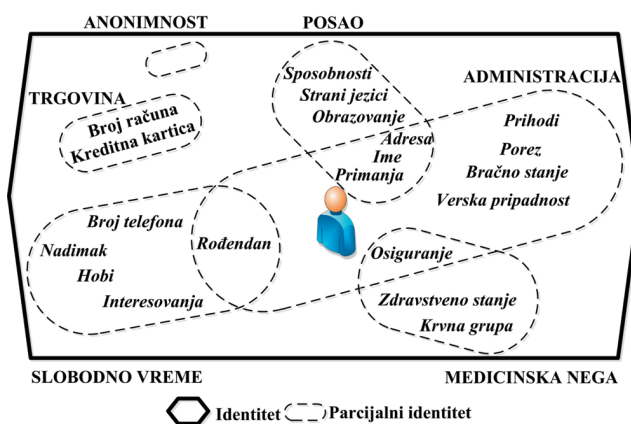 ANONIMNOST
POSAO
Sposobnosti
Strani jezici
Obrazovanje
Adresa
Ime
Primanja
ADMINISTRACIJA
Prihodi
Porez
Bračno stanje
Verska pripadnost
TRGOVINA
Broj računa
Kreditna kartica
Broj telefona
Nadimak
Hobi
Interesovanja
Rođendan
Osiguranje
Zdravstveno stanje
Krvna grupa
SLOBODNO VREME
MEDICINSKA NEGA
Identitet
Parcijalni identitet